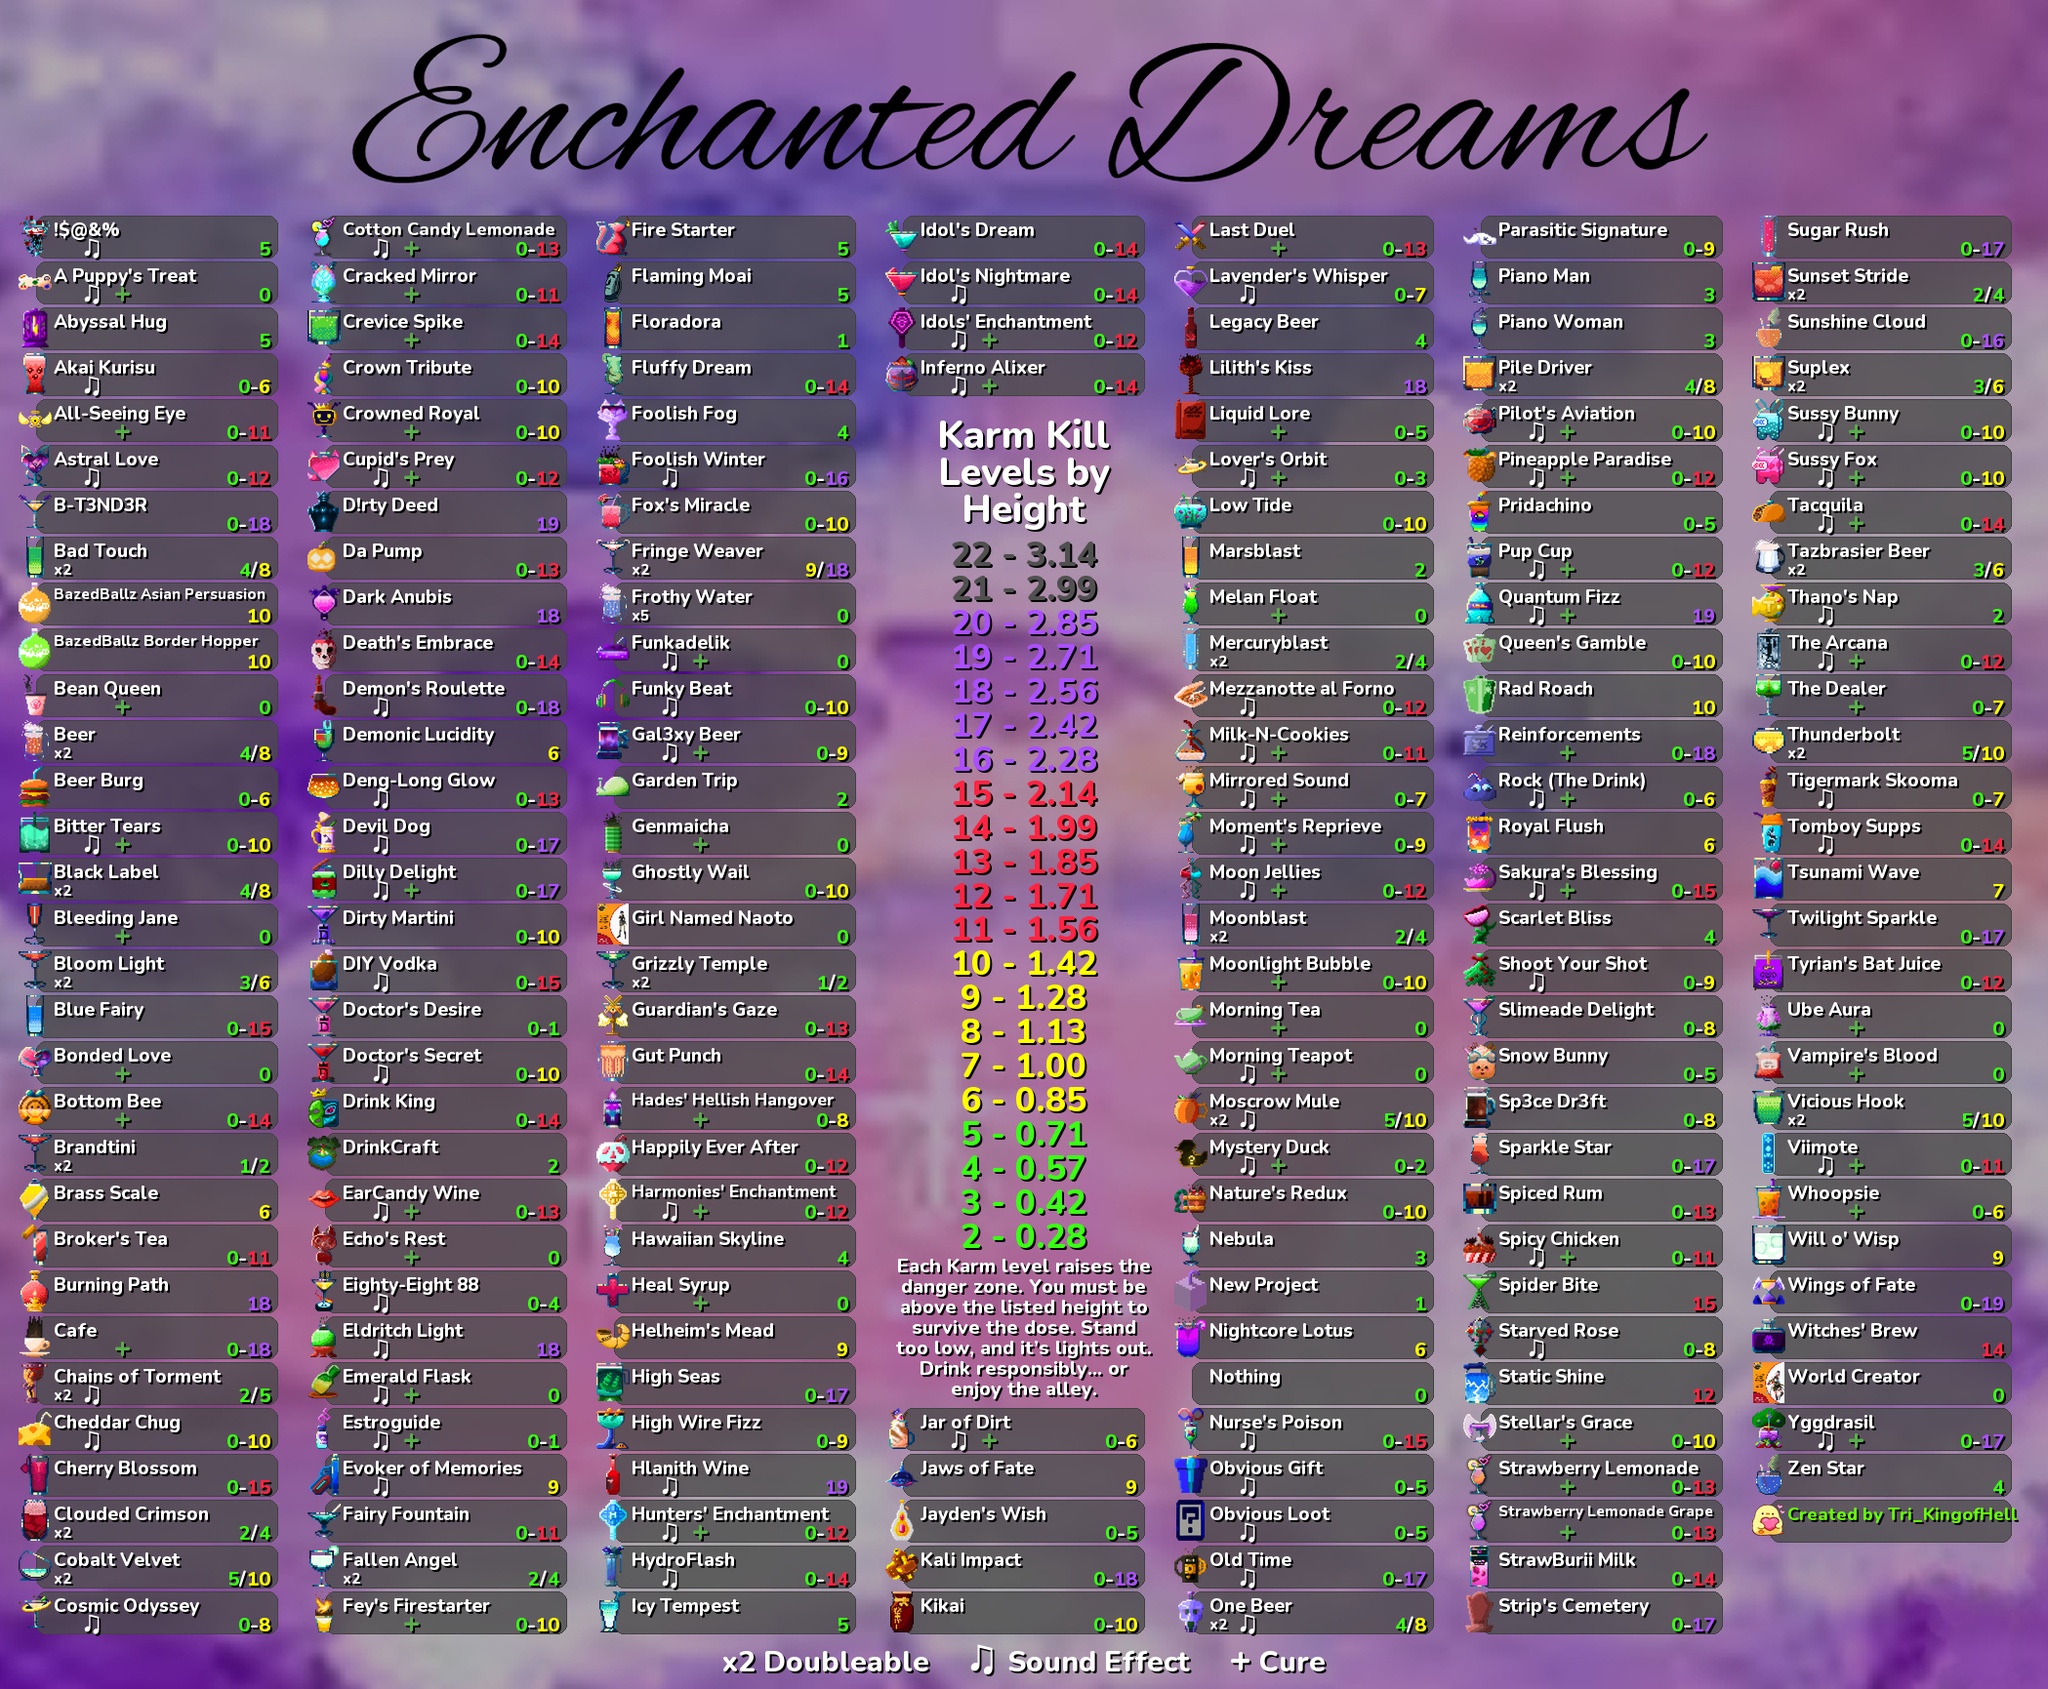 Enchanted Dreams
!$@&%
♫ 5
A Puppy's Treat
♫ + 0
Abyssal Hug
5
Akai Kurisu
♫ 0-6
All-Seeing Eye
+ 0-11
Astral Love
♫ 0-12
B-T3ND3R
0-18
Bad Touch
x2 4/8
BazedBallz Asian Persuasion
10
BazedBallz Border Hopper
10
Bean Queen
+ 0
Beer
x2 4/8
Beer Burg
0-6
Bitter Tears
♫ + 0-10
Black Label
x2 4/8
Bleeding Jane
+ 0
Bloom Light
x2 3/6
Blue Fairy
0-15
Bonded Love
+ 0
Bottom Bee
+ 0-14
Brandtini
x2 1/2
Brass Scale
6
Broker's Tea
0-11
Burning Path
18
Cafe
+ 0-18
Chains of Torment
x2 ♫ 2/5
Cheddar Chug
♫ 0-10
Cherry Blossom
0-15
Clouded Crimson
x2 2/4
Cobalt Velvet
x2 5/10
Cosmic Odyssey
♫ 0-8
Cotton Candy Lemonade
♫ + 0-13
Cracked Mirror
+ 0-11
Crevice Spike
+ 0-14
Crown Tribute
0-10
Crowned Royal
+ 0-10
Cupid's Prey
♫ + 0-12
D!rty Deed
19
Da Pump
0-13
Dark Anubis
18
Death's Embrace
0-14
Demon's Roulette
♫ 0-18
Demonic Lucidity
6
Deng-Long Glow
♫ 0-13
Devil Dog
♫ 0-17
Dilly Delight
♫ + 0-17
Dirty Martini
0-10
DIY Vodka
♫ 0-15
Doctor's Desire
0-1
Doctor's Secret
♫ 0-10
Drink King
0-14
DrinkCraft
2
EarCandy Wine
♫ + 0-13
Echo's Rest
+ 0
Eighty-Eight 88
♫ 0-4
Eldritch Light
♫ 18
Emerald Flask
♫ + 0
Estroguide
♫ + 0-1
Evoker of Memories
♫ 9
Fairy Fountain
0-11
Fallen Angel
x2 2/4
Fey's Firestarter
+ 0-10
Fire Starter
5
Flaming Moai
5
Floradora
1
Fluffy Dream
0-14
Foolish Fog
4
Foolish Winter
♫ 0-16
Fox's Miracle
0-10
Fringe Weaver
x2 9/18
Frothy Water
x5 0
Funkadelik
♫ + 0
Funky Beat
♫ 0-10
Gal3xy Beer
♫ + 0-9
Garden Trip
2
Genmaicha
+ 0
Ghostly Wail
0-10
Girl Named Naoto
0
Grizzly Temple
x2 1/2
Guardian's Gaze
0-13
Gut Punch
0-14
Hades' Hellish Hangover
+ 0-8
Happily Ever After
0-12
Harmonies' Enchantment
♫ + 0-12
Hawaiian Skyline
4
Heal Syrup
+ 0
Helheim's Mead
9
High Seas
0-17
High Wire Fizz
0-9
Hlanith Wine
19
Hunters' Enchantment
♫ + 0-12
HydroFlash
♫ 0-14
Icy Tempest
5
Idol's Dream
0-14
Idol's Nightmare
♫ 0-14
Idols' Enchantment
♫ + 0-12
Inferno Alixer
♫ + 0-14
Karm Kill
Levels by
Height
22 - 3.14
21 - 2.99
20 - 2.85
19 - 2.71
18 - 2.56
17 - 2.42
16 - 2.28
15 - 2.14
14 - 1.99
13 - 1.85
12 - 1.71
11 - 1.56
10 - 1.42
9 - 1.28
8 - 1.13
7 - 1.00
6 - 0.85
5 - 0.71
4 - 0.57
3 - 0.42
2 - 0.28
Each Karm level raises the
danger zone. You must be
above the listed height to
survive the dose. Stand
too low, and it's lights out.
Drink responsibly... or
enjoy the alley.
Jar of Dirt
♫ + 0-6
Jaws of Fate
9
Jayden's Wish
0-5
Kali Impact
0-18
Kikai
0-10
Last Duel
+ 0-13
Lavender's Whisper
♫ 0-7
Legacy Beer
4
Lilith's Kiss
18
Liquid Lore
+ 0-5
Lover's Orbit
♫ + 0-3
Low Tide
0-10
Marsblast
2
Melan Float
+ 0
Mercuryblast
x2 2/4
Mezzanotte al Forno
♫ 0-12
Milk-N-Cookies
♫ + 0-11
Mirrored Sound
♫ + 0-7
Moment's Reprieve
♫ + 0-9
Moon Jellies
♫ + 0-12
Moonblast
x2 2/4
Moonlight Bubble
+ 0-10
Morning Tea
+ 0
Morning Teapot
♫ + 0
Moscrow Mule
x2 ♫ 5/10
Mystery Duck
♫ + 0-2
Nature's Redux
0-10
Nebula
3
New Project
1
Nightcore Lotus
6
Nothing
0
Nurse's Poison
♫ 0-15
Obvious Gift
♫ 0-5
Obvious Loot
♫ 0-5
Old Time
♫ 0-17
One Beer
x2 ♫ 4/8
Parasitic Signature
0-9
Piano Man
3
Piano Woman
3
Pile Driver
x2 4/8
Pilot's Aviation
♫ + 0-10
Pineapple Paradise
♫ + 0-12
Pridachino
0-5
Pup Cup
♫ + 0-12
Quantum Fizz
♫ + 19
Queen's Gamble
0-10
Rad Roach
10
Reinforcements
+ 0-18
Rock (The Drink)
♫ + 0-6
Royal Flush
6
Sakura's Blessing
♫ + 0-15
Scarlet Bliss
4
Shoot Your Shot
♫ 0-9
Slimeade Delight
0-8
Snow Bunny
0-5
Sp3ce Dr3ft
0-8
Sparkle Star
0-17
Spiced Rum
0-13
Spicy Chicken
♫ + 0-11
Spider Bite
15
Starved Rose
♫ 0-8
Static Shine
12
Stellar's Grace
+ 0-10
Strawberry Lemonade
+ 0-13
Strawberry Lemonade Grape
+ 0-13
StrawBurii Milk
0-14
Strip's Cemetery
0-17
Sugar Rush
0-17
Sunset Stride
x2 2/4
Sunshine Cloud
0-16
Suplex
x2 3/6
Sussy Bunny
♫ + 0-10
Sussy Fox
♫ + 0-10
Tacquila
♫ + 0-14
Tazbrasier Beer
x2 3/6
Thano's Nap
♫ 2
The Arcana
♫ + 0-12
The Dealer
+ 0-7
Thunderbolt
x2 5/10
Tigermark Skooma
♫ 0-7
Tomboy Supps
♫ 0-14
Tsunami Wave
7
Twilight Sparkle
0-17
Tyrian's Bat Juice
0-12
Ube Aura
+ 0
Vampire's Blood
+ 0
Vicious Hook
x2 5/10
Viimote
♫ + 0-11
Whoopsie
+ 0-6
Will o' Wisp
9
Wings of Fate
0-19
Witches' Brew
14
World Creator
0
Yggdrasil
♫ + 0-17
Zen Star
4
Created by Tri_KingofHell
x2 Doubleable ♫ Sound Effect + Cure